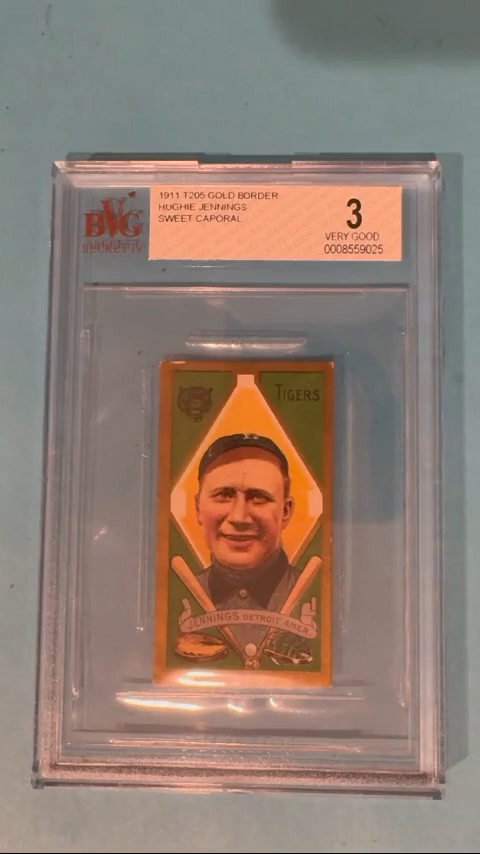 1911 T205 GOLD BORDER
HUGHIE JENNINGS
SWEET CAPORAL
3
VERY GOOD
0008559025
BVG
TIGERS
JENNINGS DETROIT AMER.